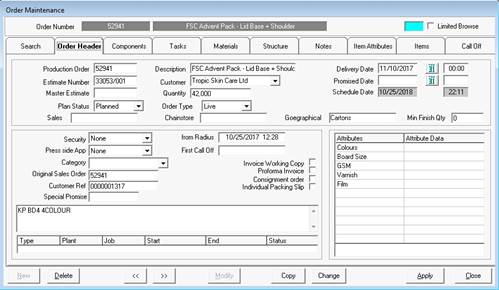 Order Maintenance
Order Number 52941 FSC Advent Pack - Lid Base + Shoulder Limited Browse
Search Order Header Components Tasks Materials Structure Notes Item Attributes Items Call Off
Production Order 52941 Description FSC Advent Pack - Lid Base + Shoulc Delivery Date 11/10/2017 00:00
Estimate Number 33053/001 Customer Tropic Skin Care Ltd Promised Date . .
Master Estimate Quantity 42,000 Schedule Date 10/25/2018 22:11
Plan Status Planned Order Type Live
Sales Chainstore Goegraphical Cartons Min Finish Qty 0
Security None from Radius 10/25/2017 12:28
Press side App None First Call Off
Category Invoice Working Copy
Proforma Invoice
Original Sales Order 52941 Consignment order
Customer Ref 0000001317 Individual Packing Slip
Special Promise
Attributes Attribute Data
Colours
Board Size
GSM
Varnish
Film
KP BD4 4COLOUR
Type Plant Job Start End Status
New Delete << >> Modify Copy Change Apply Close